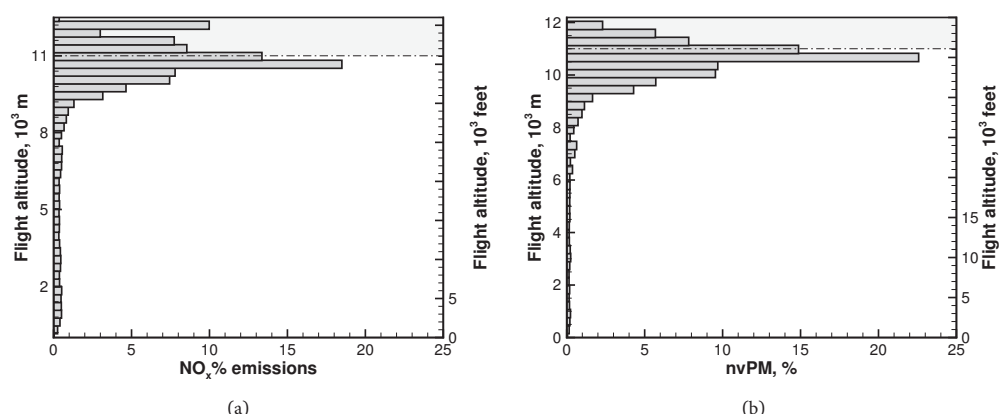 11
8
5
2
Flight altitude, 10³ m
0 5 10 15 20 25
NOₓ% emissions
5
0
Flight altitude, 10³ feet
(a)
12
10
8
6
4
2
0
Flight altitude, 10³ m
0 5 10 15 20 25
nvPM, %
15
10
5
0
Flight altitude, 10³ feet
(b)